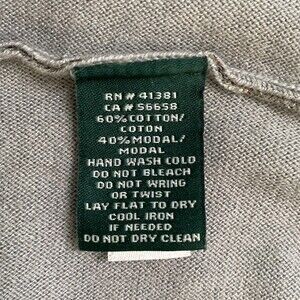 RN # 41381
CA # 56658
60% COTTON/
COTON
40% MODAL/
MODAL
HAND WASH COLD
DO NOT BLEACH
DO NOT WRING
OR TWIST
LAY FLAT TO DRY
COOL IRON
IF NEEDED
DO NOT DRY CLEAN